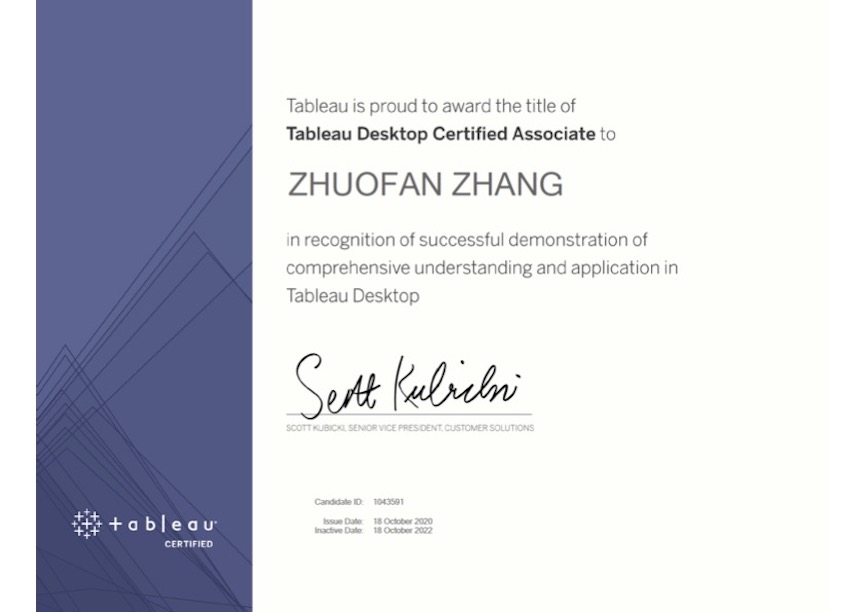 Tableau is proud to award the title of
Tableau Desktop Certified Associate to
ZHUOFAN ZHANG
in recognition of successful demonstration of
comprehensive understanding and application in
Tableau Desktop
Scott Kubicki
SCOTT KUBICKI, SENIOR VICE PRESIDENT, CUSTOMER SOLUTIONS
Candidate ID: 1043591
Issue Date: 18 October 2020
Inactive Date: 18 October 2022
tableau
CERTIFIED